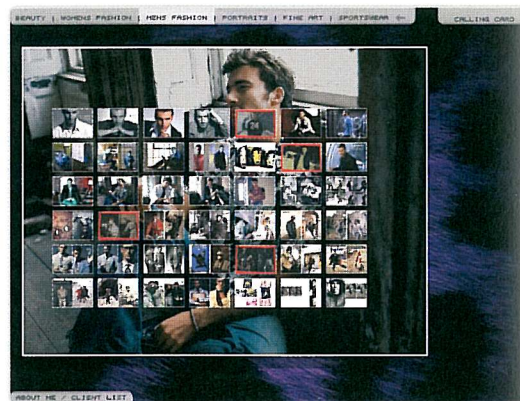 BEAUTY | WOMENS FASHION | MENS FASHION | PORTRAITS | FINE ART | SPORTSWEAR ← CALLING CARD
ABOUT ME / CLIENT LIST